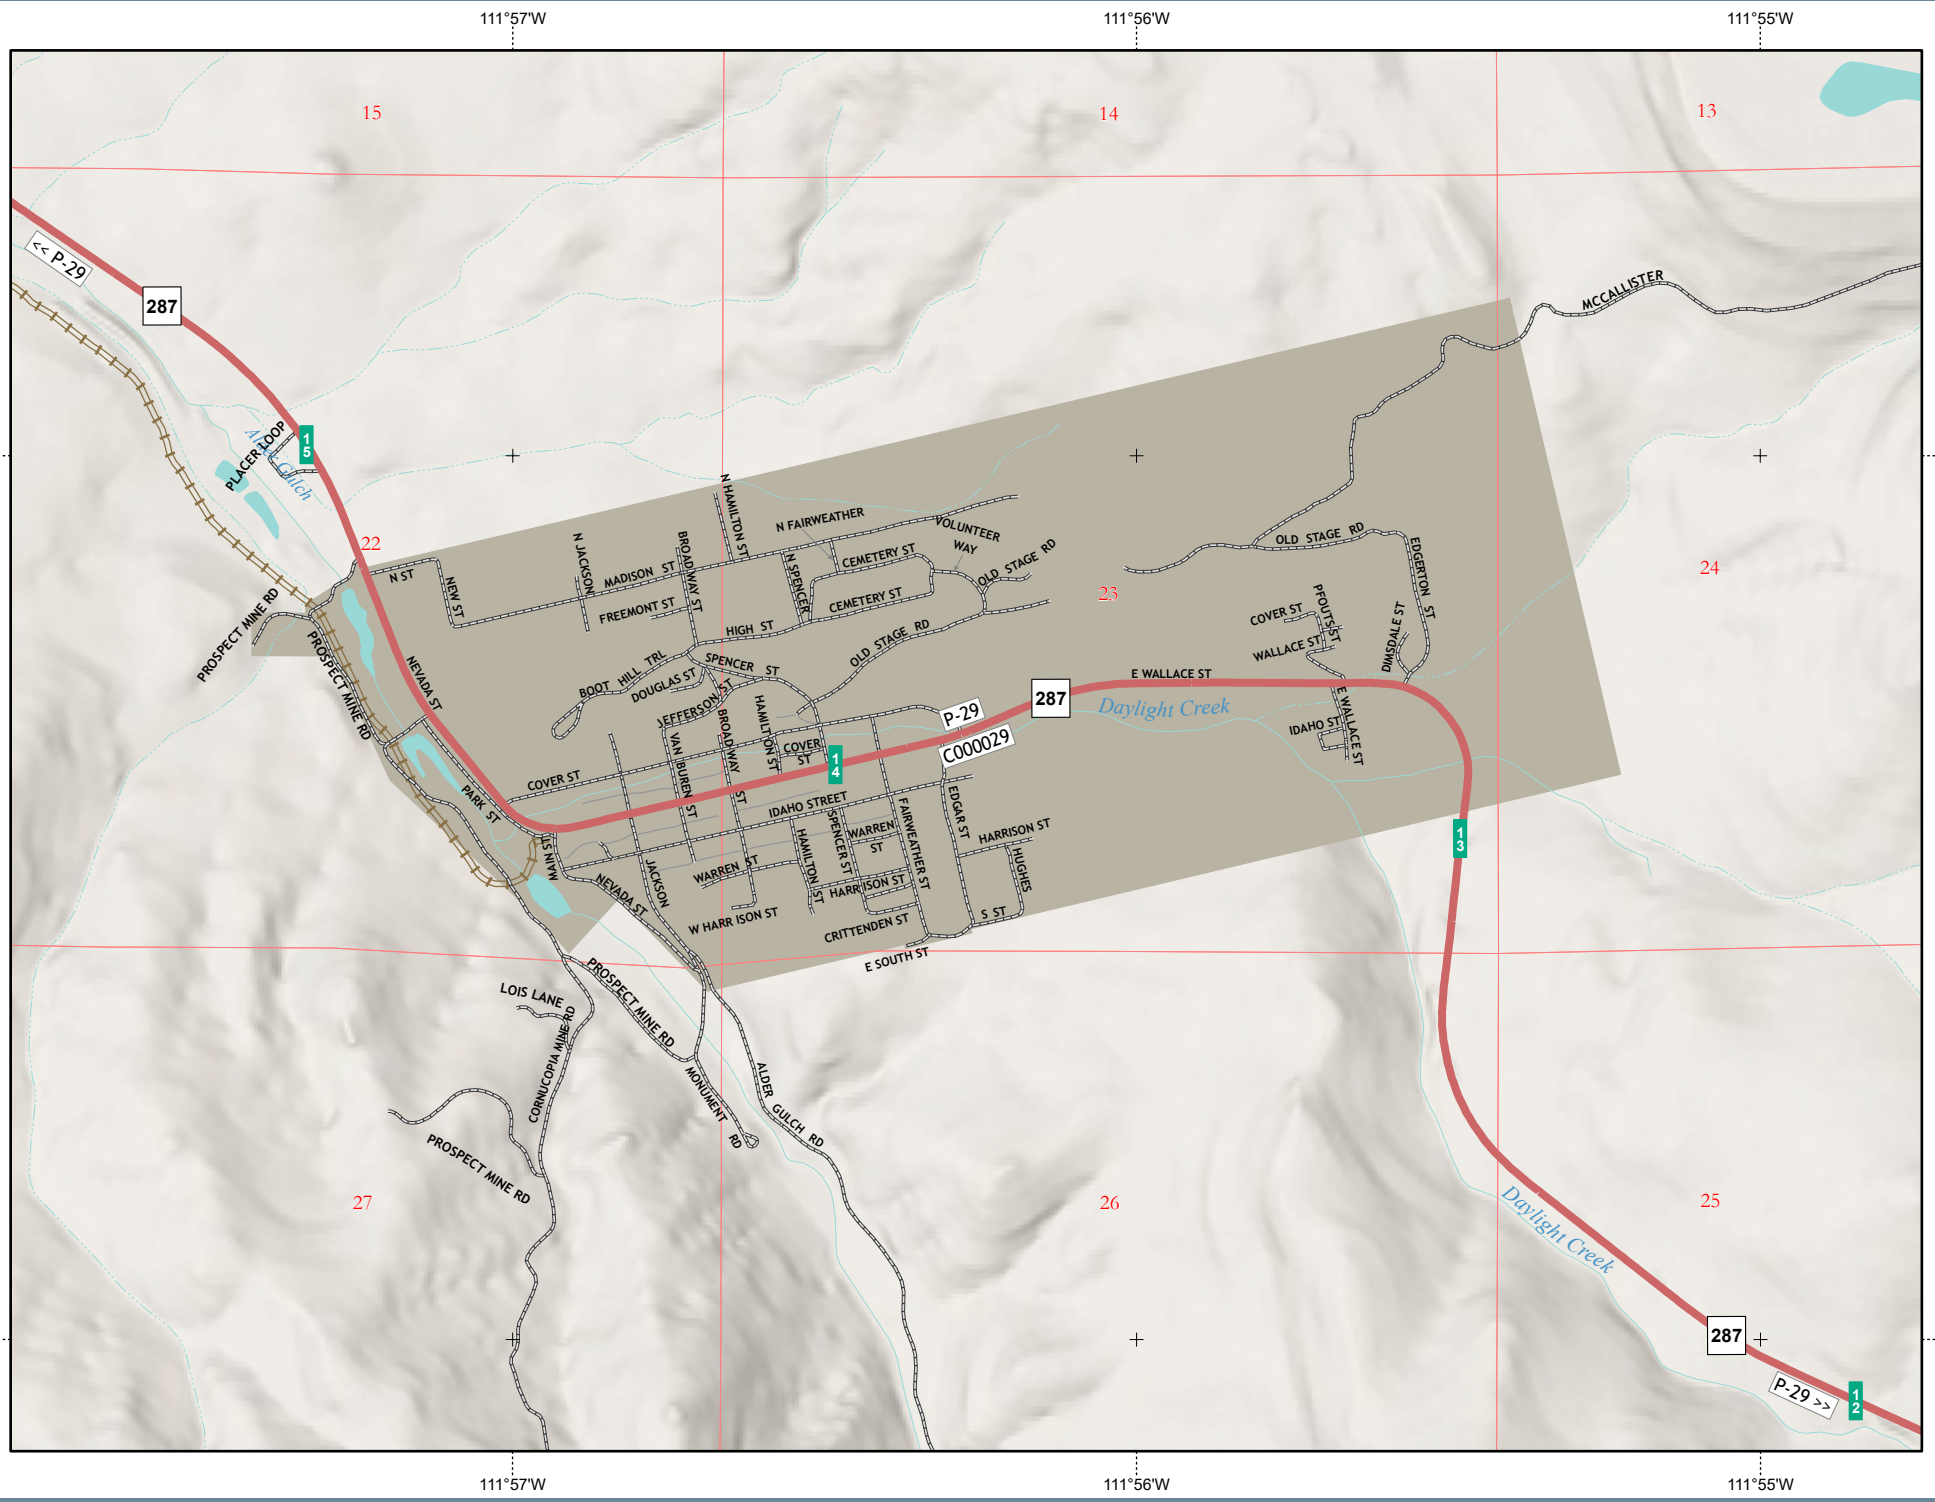 111°57'W
111°56'W
111°55'W
15
14
13
<< P-29
287
MCCALLISTER
PLACER LOOP
Alder Gulch
15
22
N ST
NEW ST
N JACKSON
MADISON ST
FREEMONT ST
BROADWAY ST
N HAMILTON ST
N FAIRWEATHER
N SPENCER
CEMETERY ST
CEMETERY ST
VOLUNTEER
WAY
OLD STAGE RD
23
OLD STAGE RD
EDGERTON ST
24
PROSPECT MINE RD
PROSPECT MINE RD
NEVADA ST
HIGH ST
OLD STAGE RD
BOOT HILL TRL
SPENCER ST
DOUGLAS ST
JEFFERSON ST
COVER ST
PFOUTS ST
WALLACE ST
DIMSDALE ST
E WALLACE ST
287
Daylight Creek
E WALLACE ST
IDAHO ST
P-29
C000029
VAN BUREN ST
BROADWAY ST
HAMILTON ST
COVER
ST
14
COVER ST
PARK ST
IDAHO STREET
MAIN ST
JACKSON
NEVADA ST
WARREN ST
HAMILTON ST
SPENCER ST
WARREN
ST
FAIRWEATHER ST
EDGAR ST
HARRISON ST
HUGHES
13
HARRISON ST
W HARRISON ST
CRITTENDEN ST
S ST
E SOUTH ST
LOIS LANE
PROSPECT MINE RD
CORNUCOPIA MINE RD
MONUMENT RD
ALDER GULCH RD
PROSPECT MINE RD
27
26
25
Daylight Creek
287
P-29 >>
12
111°57'W
111°56'W
111°55'W